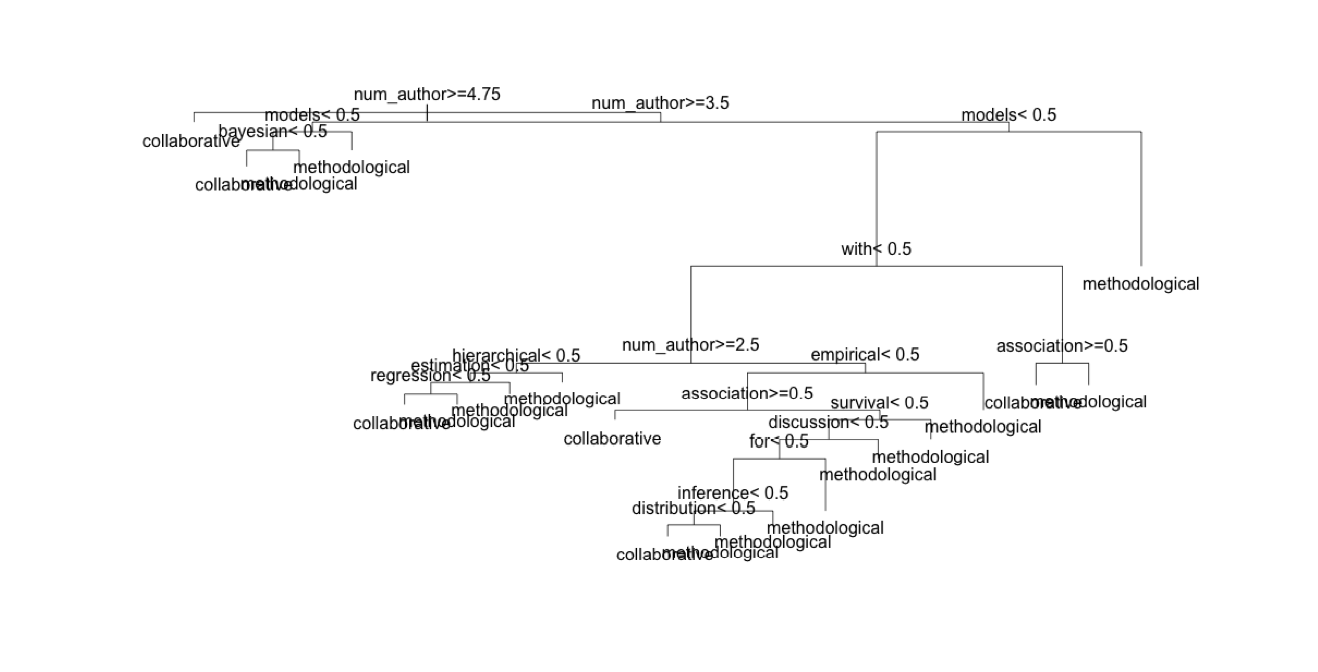 num_author>=4.75
num_author>=3.5
models< 0.5
models< 0.5
bayesian< 0.5
collaborative
methodological
collaborative
methodological
with< 0.5
methodological
num_author>=2.5
association>=0.5
hierarchical< 0.5
empirical< 0.5
estimation< 0.5
regression< 0.5
association>=0.5
methodological
survival< 0.5
collaborative
methodological
methodological
collaborative
methodological
discussion< 0.5
methodological
collaborative
for< 0.5
methodological
methodological
inference< 0.5
distribution< 0.5
methodological
methodological
collaborative
methodological